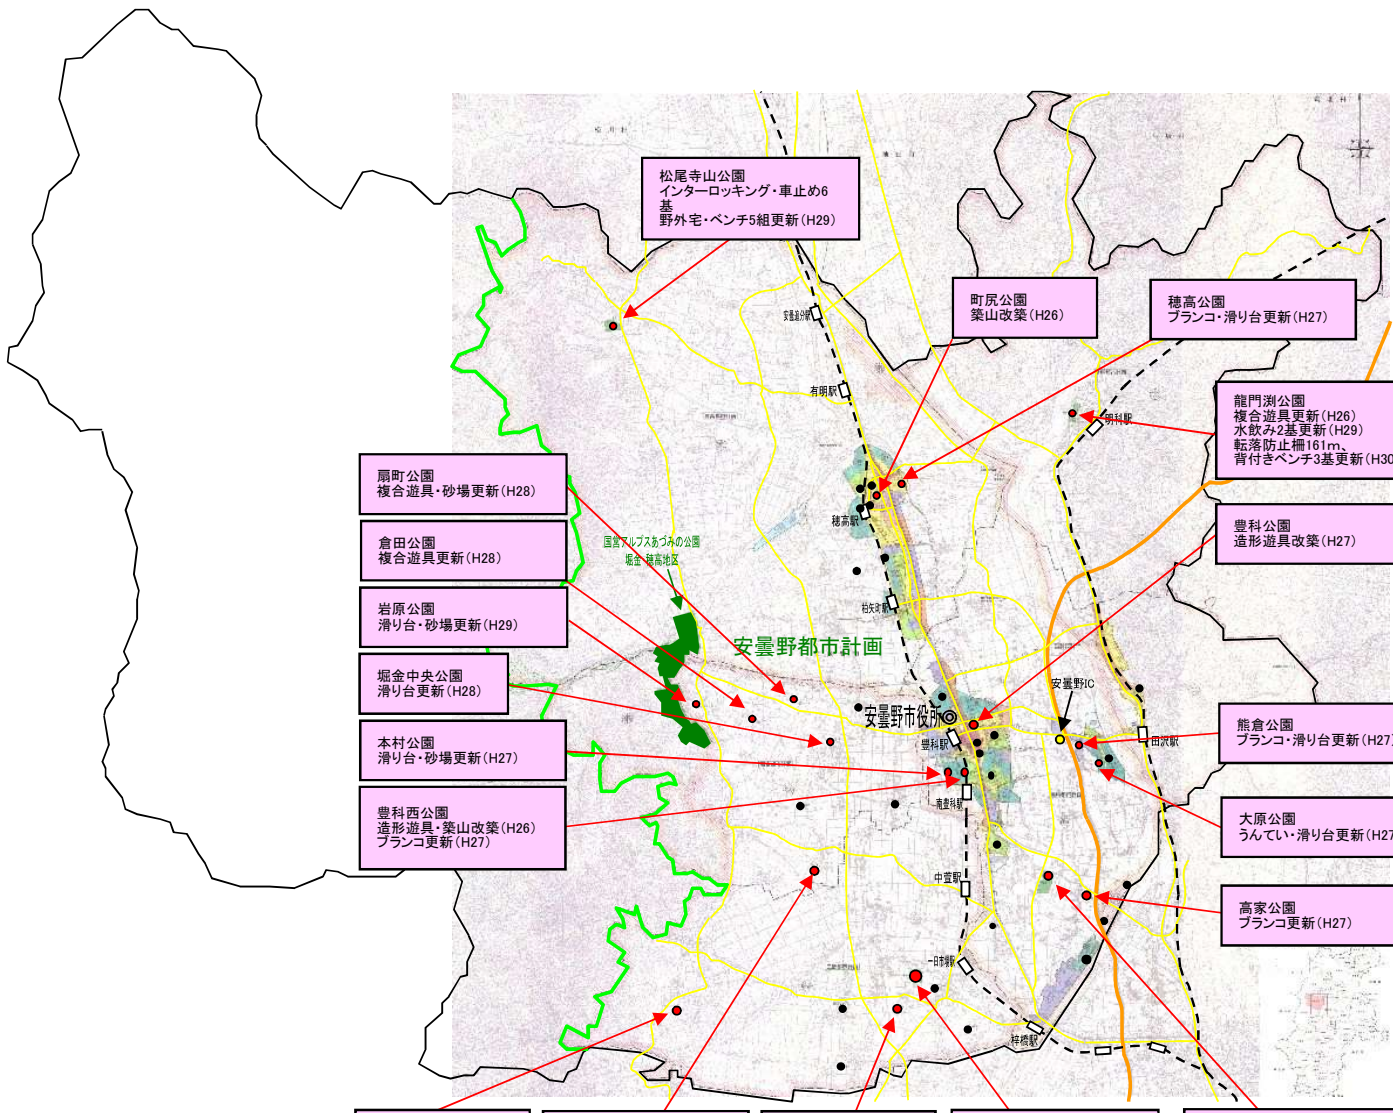 松尾寺山公園
インターロッキング・車止め6
基
野外宅・ベンチ5組更新(H29)
町尻公園
築山改築(H26)
穂高公園
ブランコ・滑り台更新(H27)
龍門渕公園
複合遊具更新(H26)
水飲み2基更新(H29)
転落防止柵161m、
背付きベンチ3基更新(H30
豊科公園
造形遊具改築(H27)
扇町公園
複合遊具・砂場更新(H28)
倉田公園
複合遊具更新(H28)
岩原公園
滑り台・砂場更新(H29)
堀金中央公園
滑り台更新(H28)
本村公園
滑り台・砂場更新(H27)
豊科西公園
造形遊具・築山改築(H26)
ブランコ更新(H27)
熊倉公園
ブランコ・滑り台更新(H27)
大原公園
うんてい・滑り台更新(H27
高家公園
ブランコ更新(H27)
国営アルプスあづみの公園
堀金・穂高地区
安曇野都市計画
安曇野市役所
安曇野IC
安曇追分駅
有明駅
穂高駅
柏矢町駅
豊科駅
南豊科駅
中萱駅
一日市場駅
梓橋駅
田沢駅
明科駅